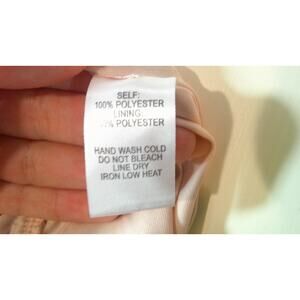 SELF:
100% POLYESTER
LINING:
POLYESTER
HAND WASH COLD
DO NOT BLEACH
LINE DRY
IRON LOW HEAT